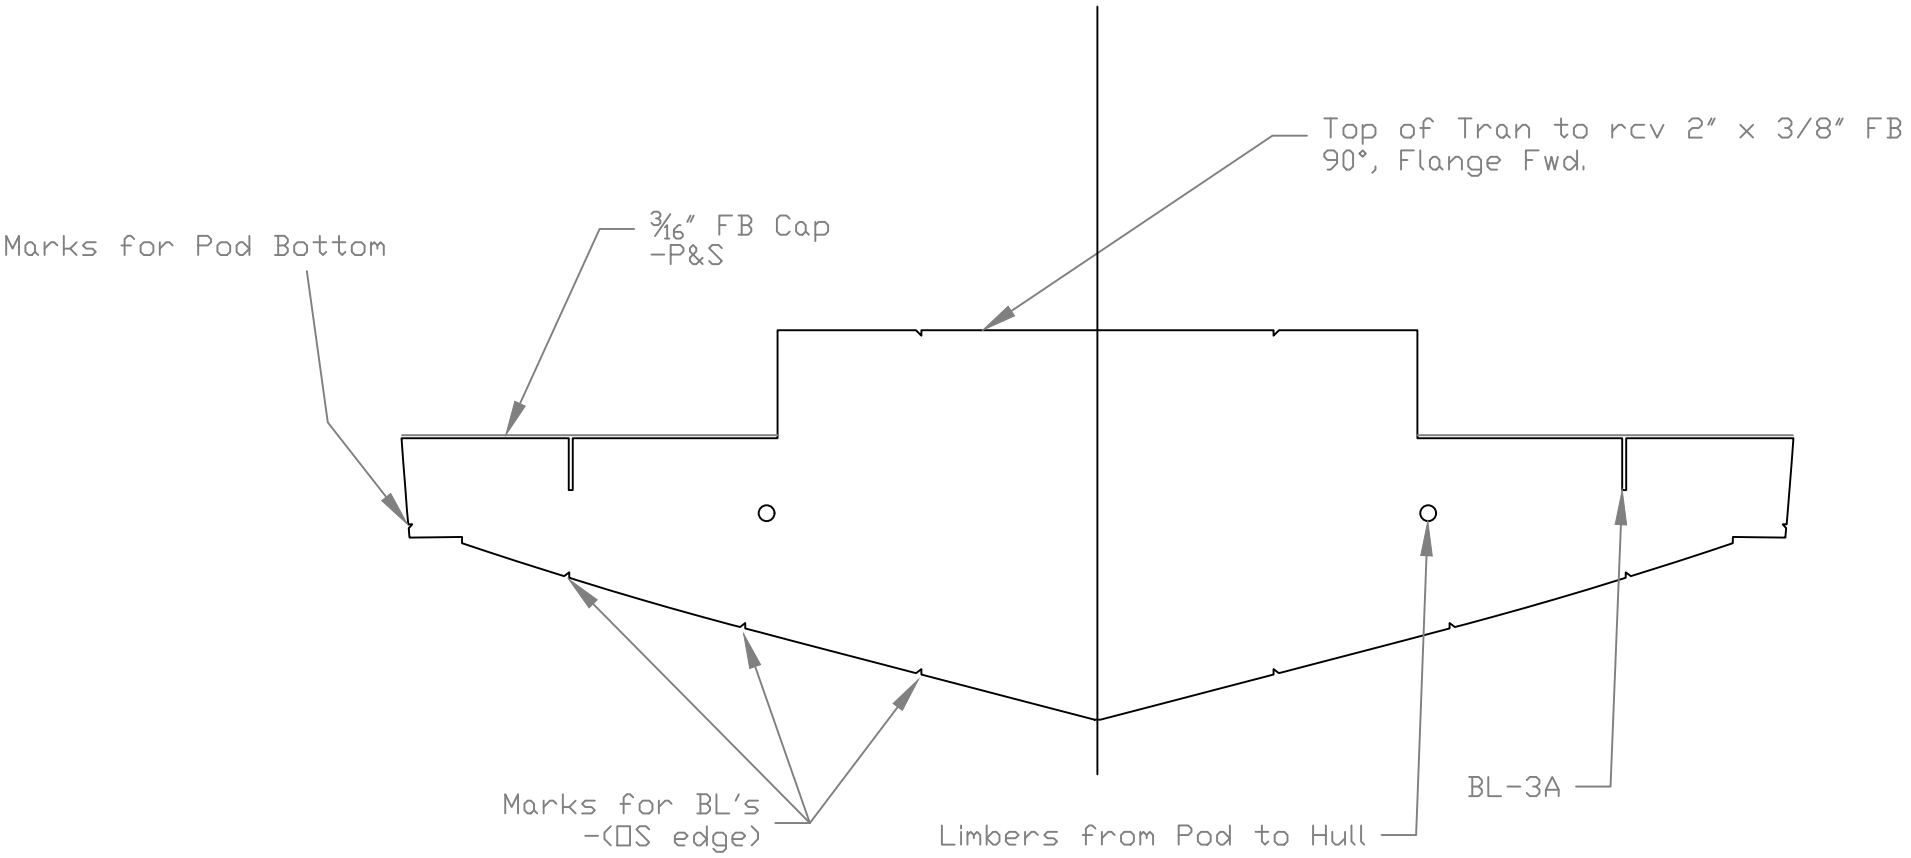 Top of Tran to rcv 2" x 3/8" FB
90°, Flange Fwd.
3/16" FB Cap
-P&S
Marks for Pod Bottom
Marks for BL's
-(OS edge)
BL-3A
Limbers from Pod to Hull